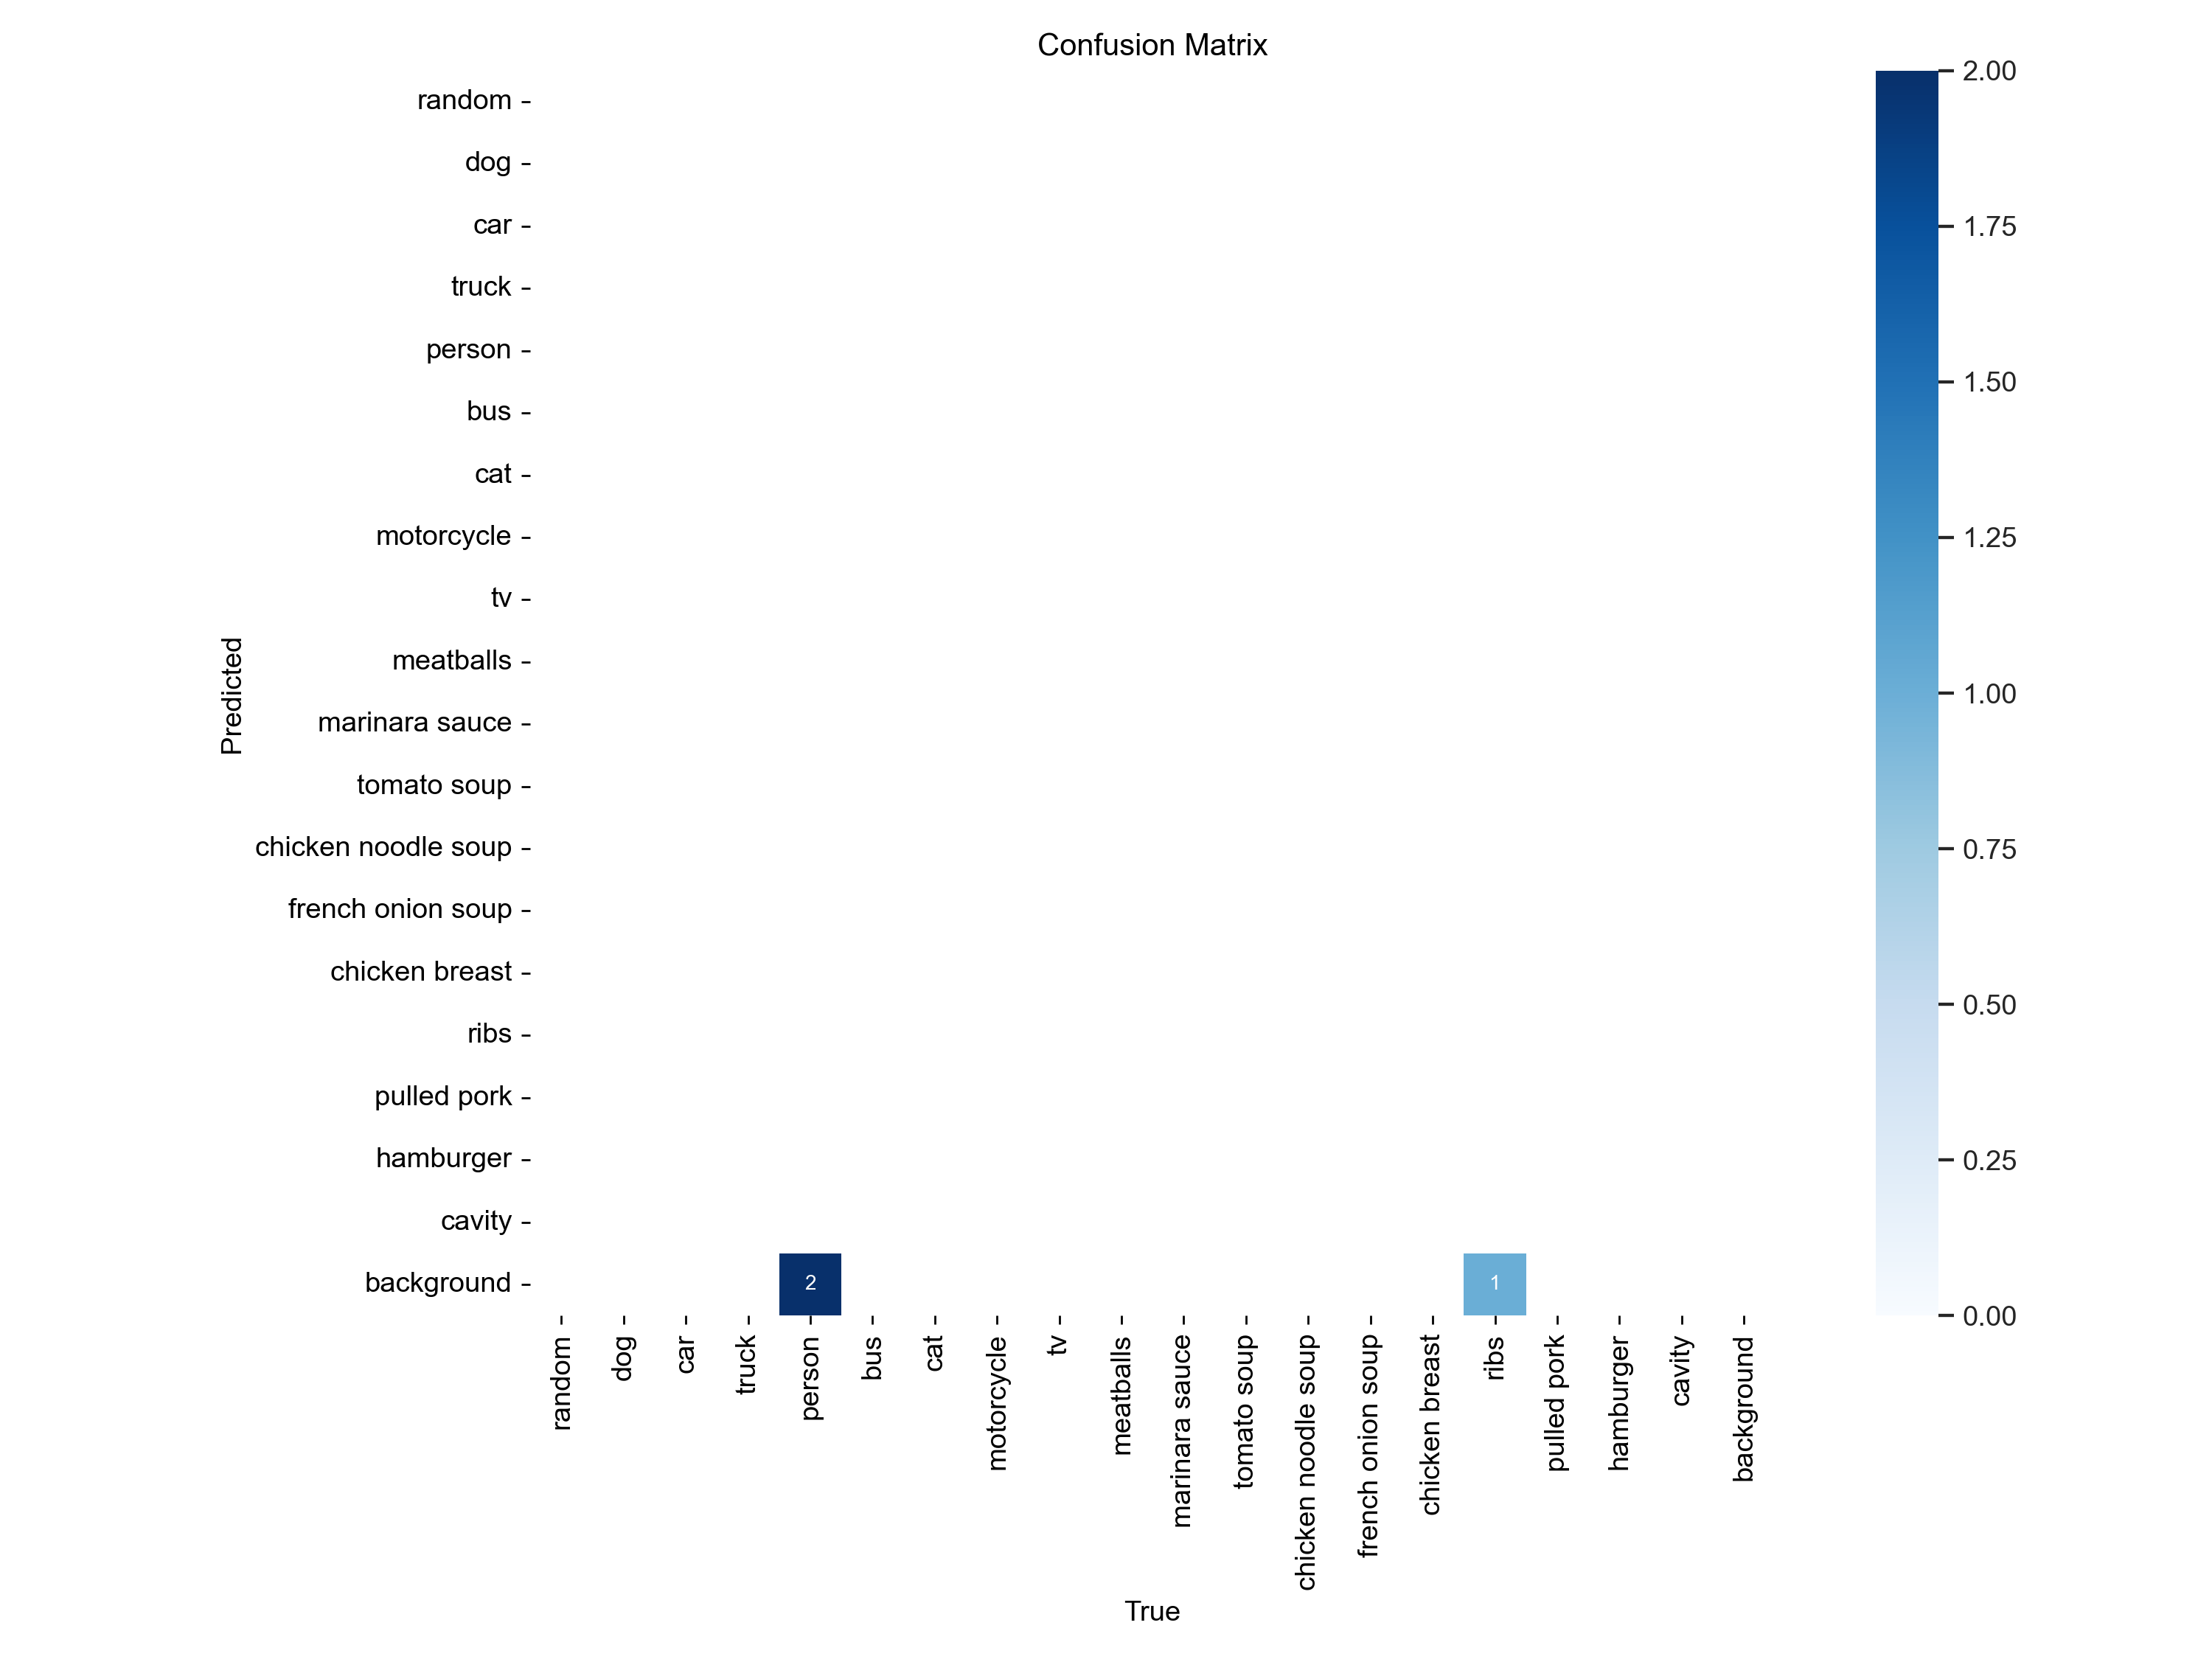 Confusion Matrix
random
dog
car
truck
person
bus
cat
motorcycle
tv
meatballs
marinara sauce
tomato soup
chicken noodle soup
french onion soup
chicken breast
ribs
pulled pork
hamburger
cavity
background
Predicted
2
1
random
dog
car
truck
person
bus
cat
motorcycle
tv
meatballs
marinara sauce
tomato soup
chicken noodle soup
french onion soup
chicken breast
ribs
pulled pork
hamburger
cavity
background
True
2.00
1.75
1.50
1.25
1.00
0.75
0.50
0.25
0.00